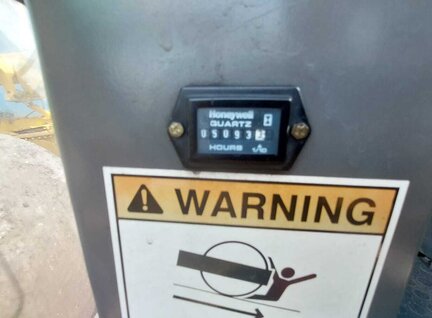 Honeywell
QUARTZ
05093
HOURS 1/10
WARNING